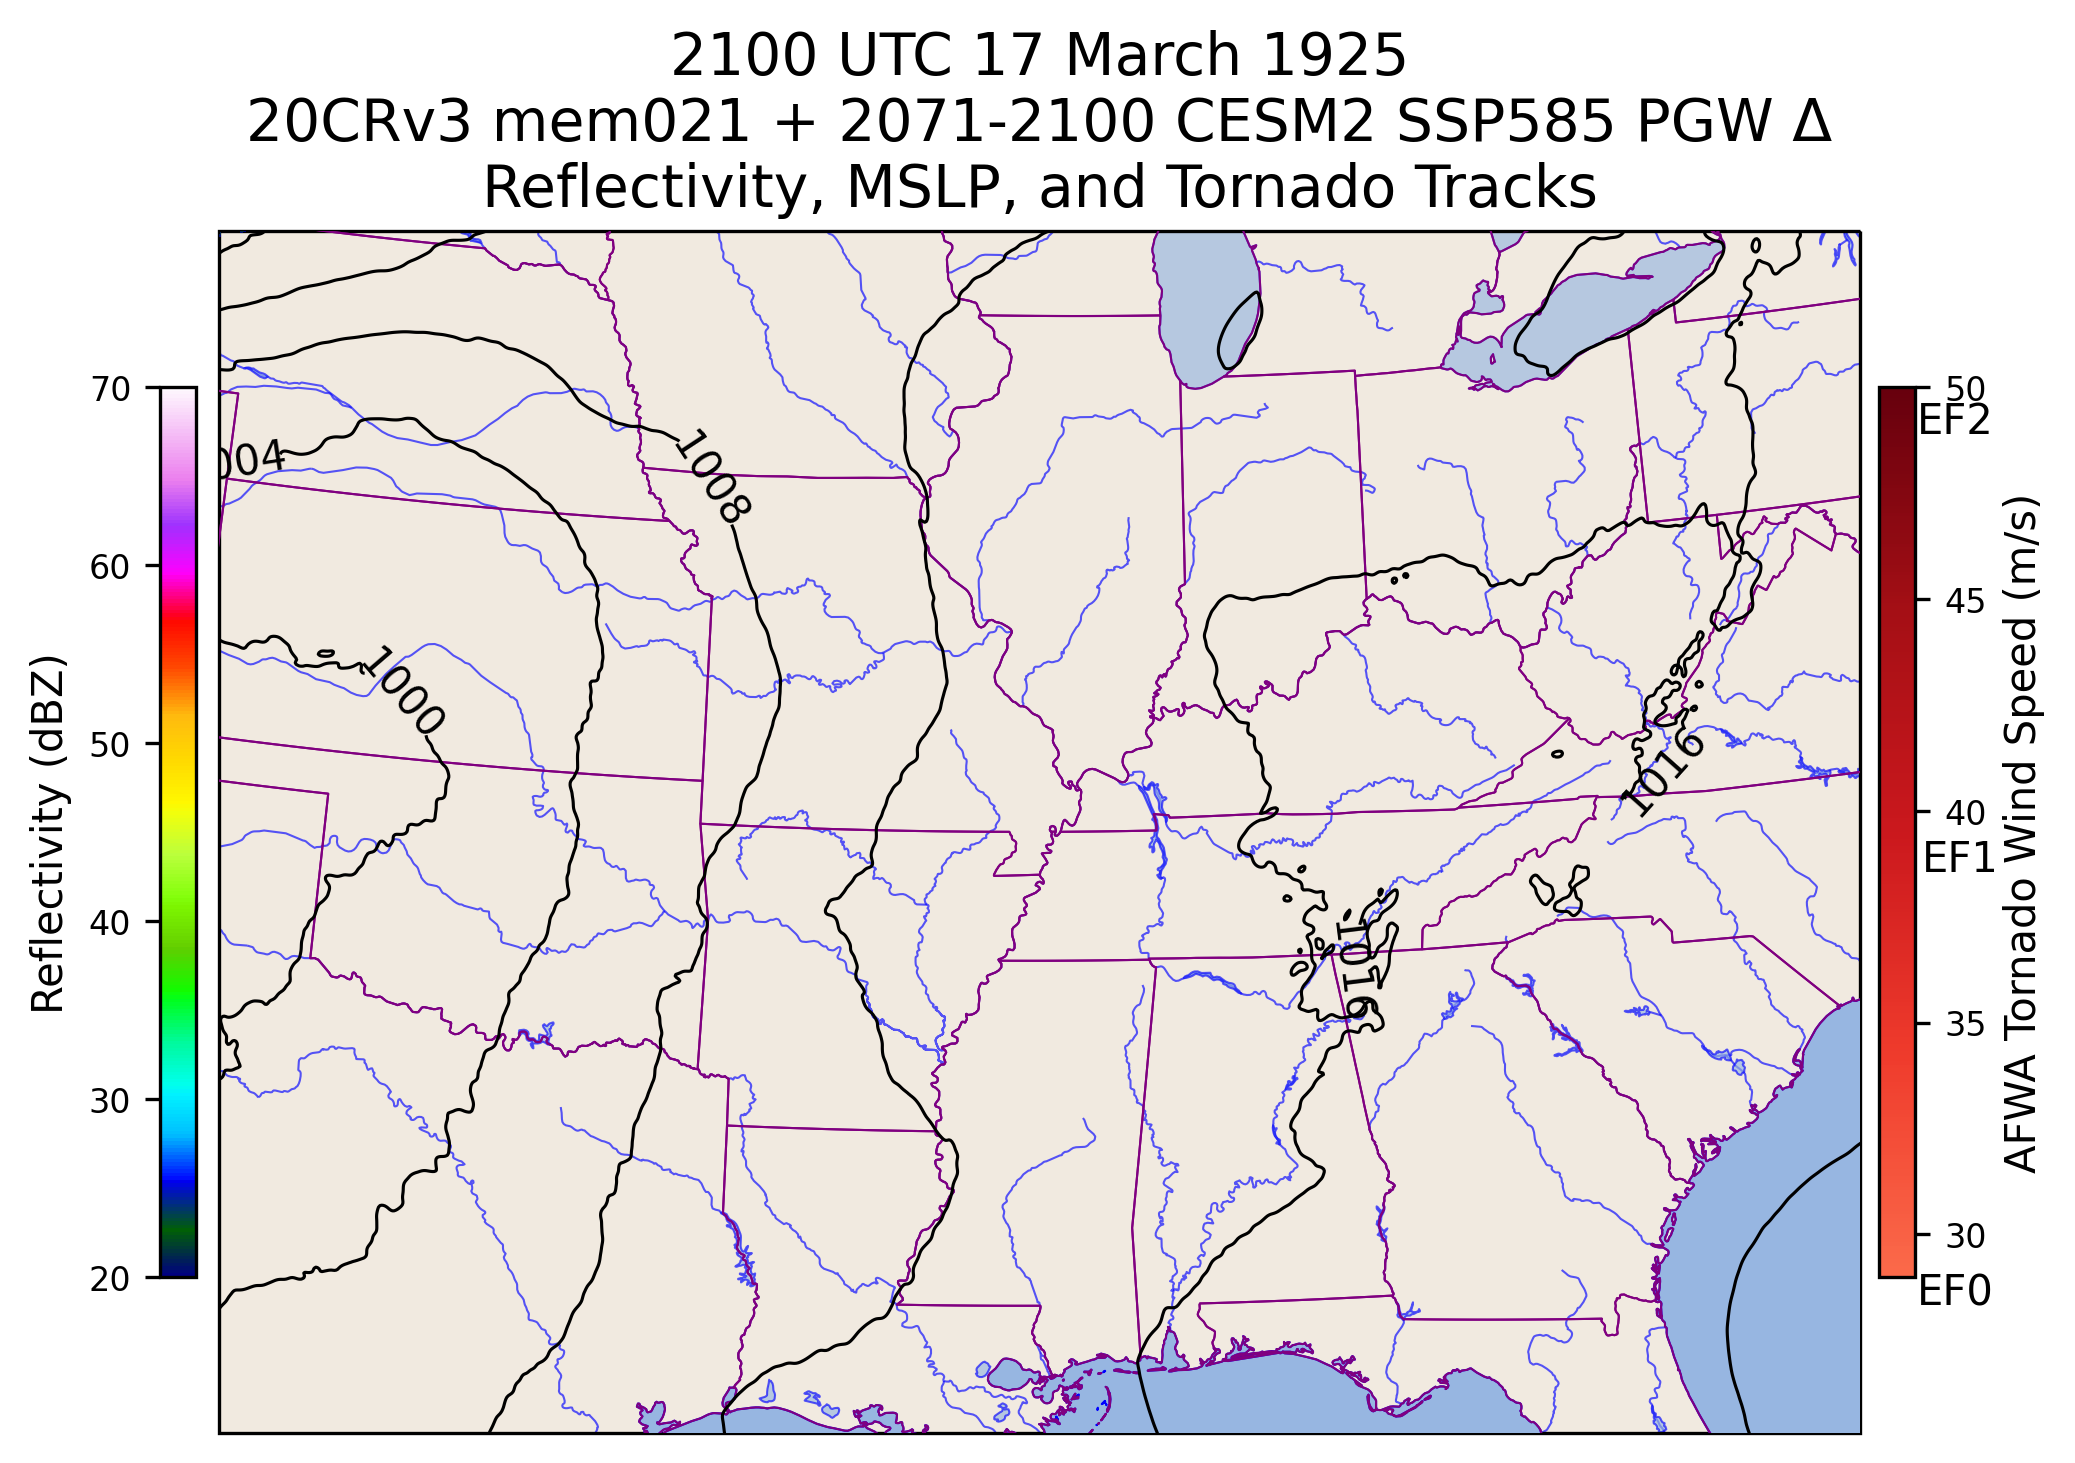 2100 UTC 17 March 1925
20CRv3 mem021 + 2071-2100 CESM2 SSP585 PGW Δ
Reflectivity, MSLP, and Tornado Tracks
70
60
50
40
30
20
Reflectivity (dBZ)
004
1008
1000
1016
1016
50
EF2
45
40
EF1
35
30
EF0
AFWA Tornado Wind Speed (m/s)